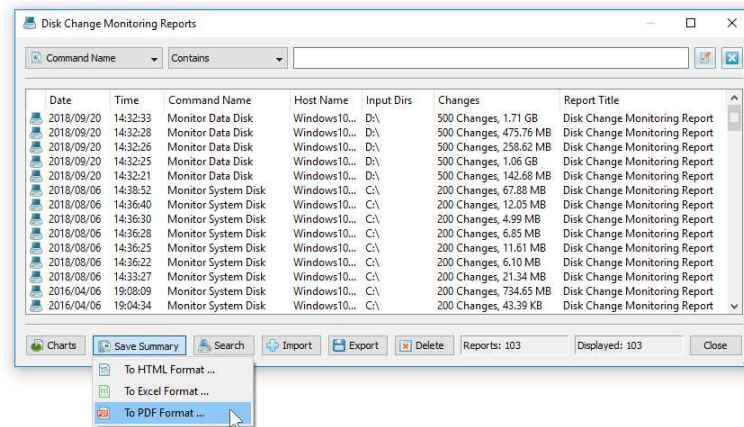 Disk Change Monitoring Reports
Command Name Contains
Date Time Command Name Host Name Input Dirs Changes Report Title
2018/09/20 14:32:33 Monitor Data Disk Windows10... D:\ 500 Changes, 1.71 GB Disk Change Monitoring Report
2018/09/20 14:32:28 Monitor Data Disk Windows10... D:\ 500 Changes, 475.76 MB Disk Change Monitoring Report
2018/09/20 14:32:26 Monitor Data Disk Windows10... D:\ 500 Changes, 258.62 MB Disk Change Monitoring Report
2018/09/20 14:32:25 Monitor Data Disk Windows10... D:\ 500 Changes, 1.06 GB Disk Change Monitoring Report
2018/09/20 14:32:21 Monitor Data Disk Windows10... D:\ 500 Changes, 142.68 MB Disk Change Monitoring Report
2018/08/06 14:38:52 Monitor System Disk Windows10... C:\ 200 Changes, 67.88 MB Disk Change Monitoring Report
2018/08/06 14:36:40 Monitor System Disk Windows10... C:\ 200 Changes, 12.05 MB Disk Change Monitoring Report
2018/08/06 14:36:30 Monitor System Disk Windows10... C:\ 200 Changes, 4.99 MB Disk Change Monitoring Report
2018/08/06 14:36:28 Monitor System Disk Windows10... C:\ 200 Changes, 6.85 MB Disk Change Monitoring Report
2018/08/06 14:36:25 Monitor System Disk Windows10... C:\ 200 Changes, 11.61 MB Disk Change Monitoring Report
2018/08/06 14:36:22 Monitor System Disk Windows10... C:\ 200 Changes, 6.10 MB Disk Change Monitoring Report
2018/08/06 14:33:27 Monitor System Disk Windows10... C:\ 200 Changes, 21.34 MB Disk Change Monitoring Report
2016/04/06 19:08:09 Monitor System Disk Windows10... C:\ 200 Changes, 734.65 MB Disk Change Monitoring Report
2016/04/06 19:04:34 Monitor System Disk Windows10... C:\ 200 Changes, 43.39 KB Disk Change Monitoring Report
Charts Save Summary Search Import Export Delete Reports: 103 Displayed: 103 Close
To HTML Format ...
To Excel Format ...
To PDF Format ...